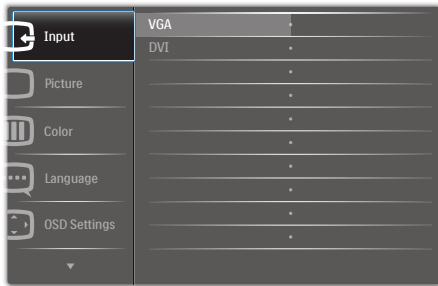 Input
Picture
Color
Language
OSD Settings
VGA
DVI